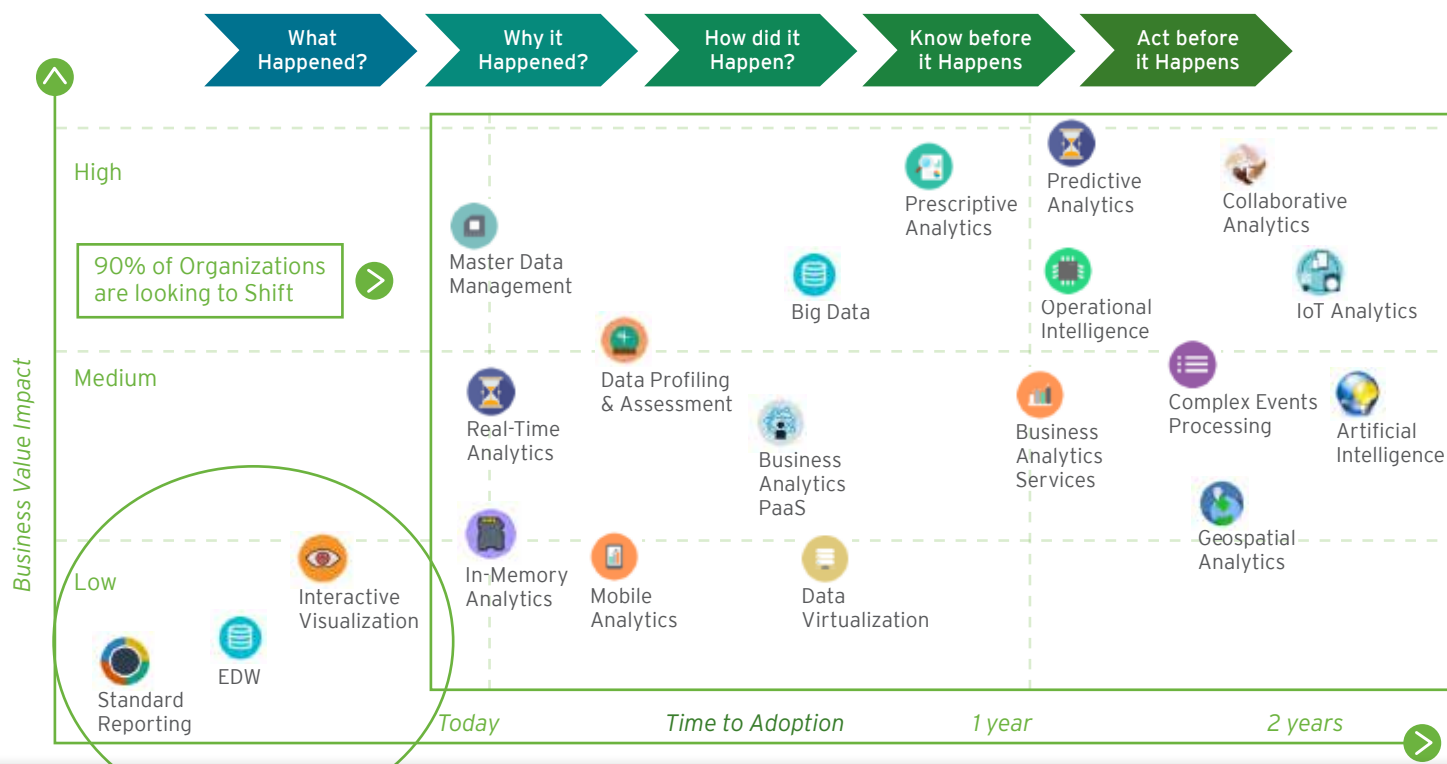 What
Happened?
Why it
Happened?
How did it
Happen?
Know before
it Happens
Act before
it Happens
High
90% of Organizations
are looking to Shift
Master Data
Management
Prescriptive
Analytics
Predictive
Analytics
Collaborative
Analytics
Big Data
Operational
Intelligence
IoT Analytics
Business Value Impact
Medium
Data Profiling
& Assessment
Real-Time
Analytics
Business
Analytics
PaaS
Business
Analytics
Services
Complex Events
Processing
Artificial
Intelligence
Geospatial
Analytics
Low
Interactive
Visualization
In-Memory
Analytics
Mobile
Analytics
Data
Virtualization
EDW
Standard
Reporting
Today
Time to Adoption
1 year
2 years